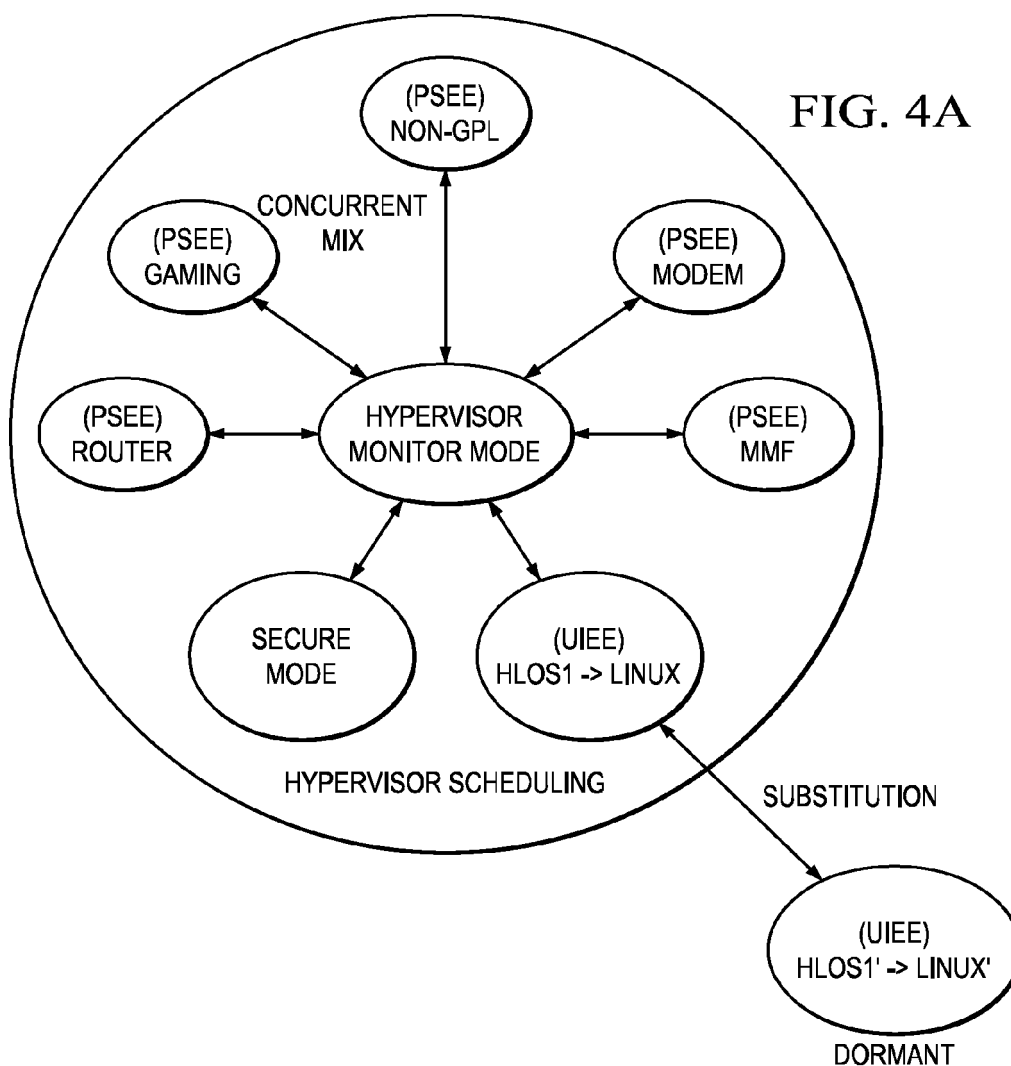 FIG. 4A
(PSEE)
NON-GPL
CONCURRENT
MIX
(PSEE)
GAMING
(PSEE)
MODEM
(PSEE)
ROUTER
HYPERVISOR
MONITOR MODE
(PSEE)
MMF
SECURE
MODE
(UIEE)
HLOS1 -> LINUX
HYPERVISOR SCHEDULING
SUBSTITUTION
(UIEE)
HLOS1' -> LINUX'
DORMANT